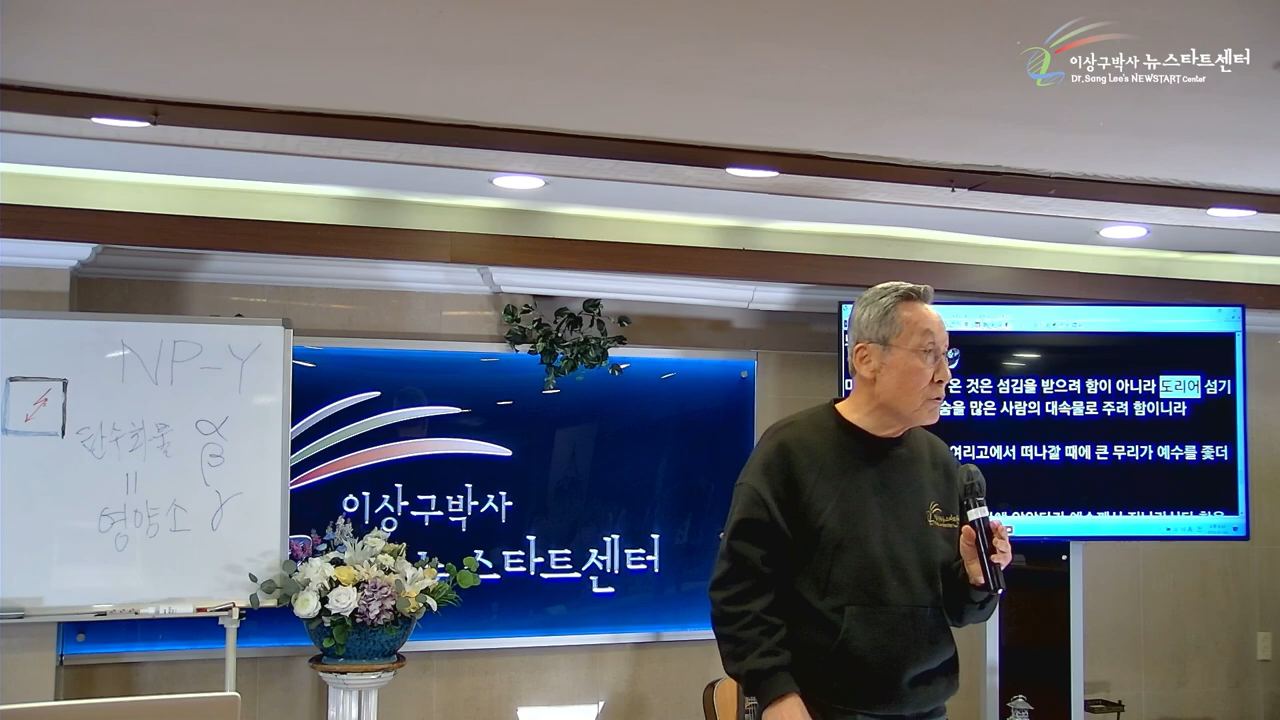 이상구박사 뉴스타트센터
Dr. Sang Lee's NEWSTART Center
NP-Y
탄수화물 α
β
=
영양소 γ
이상구박사
스타트센터
온 것은 섬김을 받으려 함이 아니라 도리어 섬기
숨을 많은 사람의 대속물로 주려 함이니라
여리고에서 떠나갈 때에 큰 무리가 예수를 좇더